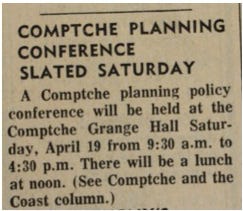 COMPTCHE PLANNING
CONFERENCE
SLATED SATURDAY
A Comptche planning policy
conference will be held at the
Comptche Grange Hall Satur-
day, April 19 from 9:30 a.m. to
4:30 p.m. There will be a lunch
at noon. (See Comptche and the
Coast column.)